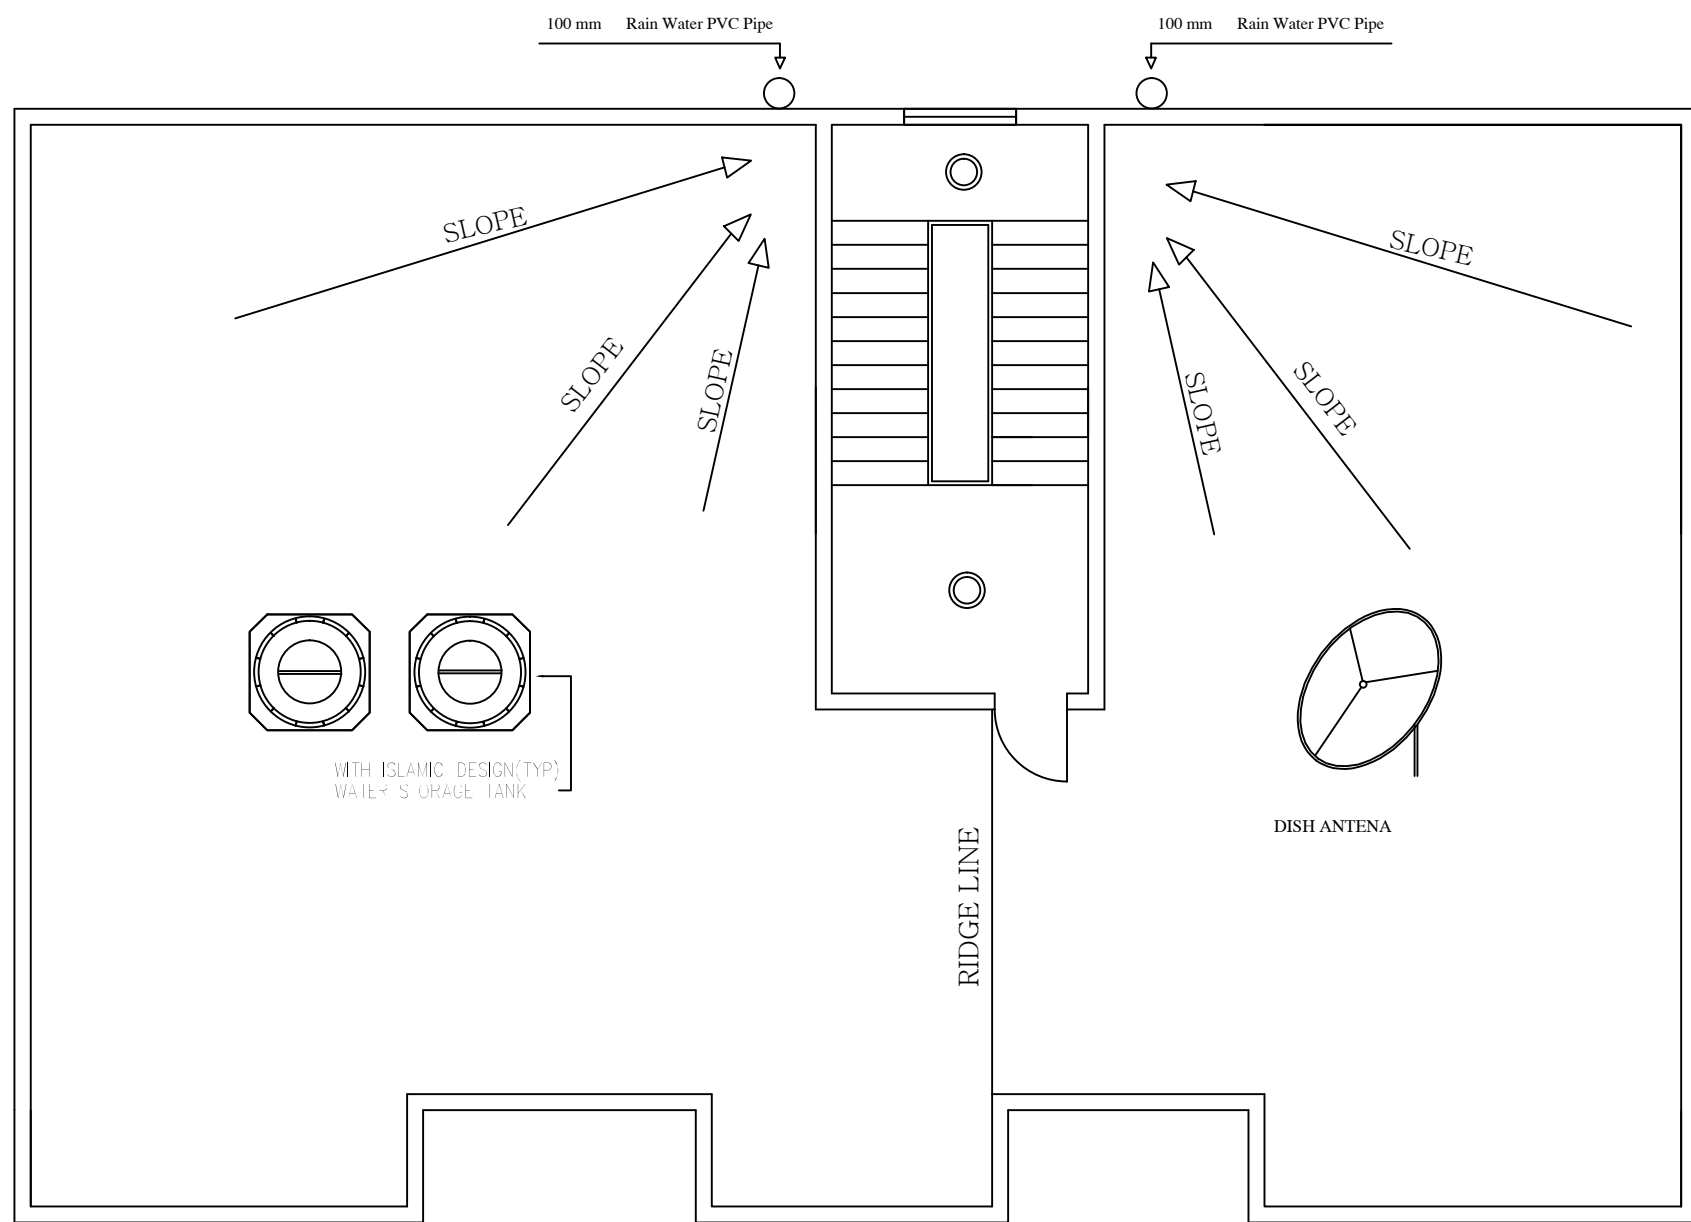 100 mm Rain Water PVC Pipe
100 mm Rain Water PVC Pipe
SLOPE
SLOPE
SLOPE
SLOPE
SLOPE
SLOPE
WITH ISLAMIC DESIGN(TYP)
WATER STORAGE TANK
DISH ANTENA
RIDGE LINE